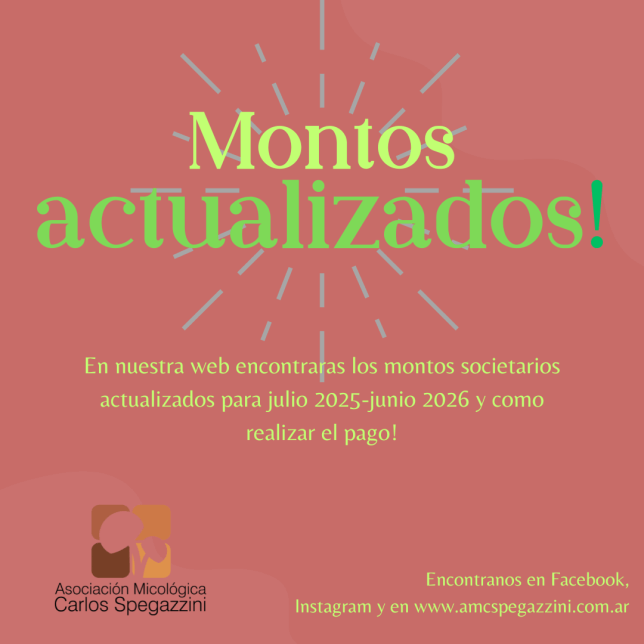 Montos
actualizados!
En nuestra web encontraras los montos societarios
actualizados para julio 2025-junio 2026 y como
realizar el pago!
Asociación Micológica
Carlos Spegazzini
Encontranos en Facebook,
Instagram y en www.amcspegazzini.com.ar